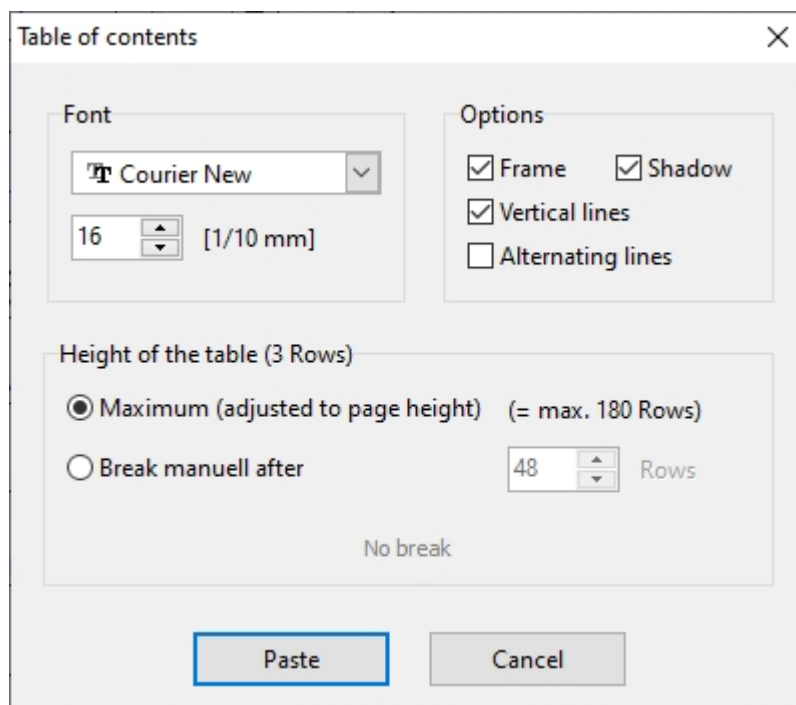 Table of contents
Font
Options
Courier New
Frame Shadow
16 [1/10 mm]
Vertical lines
Alternating lines
Height of the table (3 Rows)
Maximum (adjusted to page height) (= max. 180 Rows)
Break manuell after 48 Rows
No break
Paste Cancel